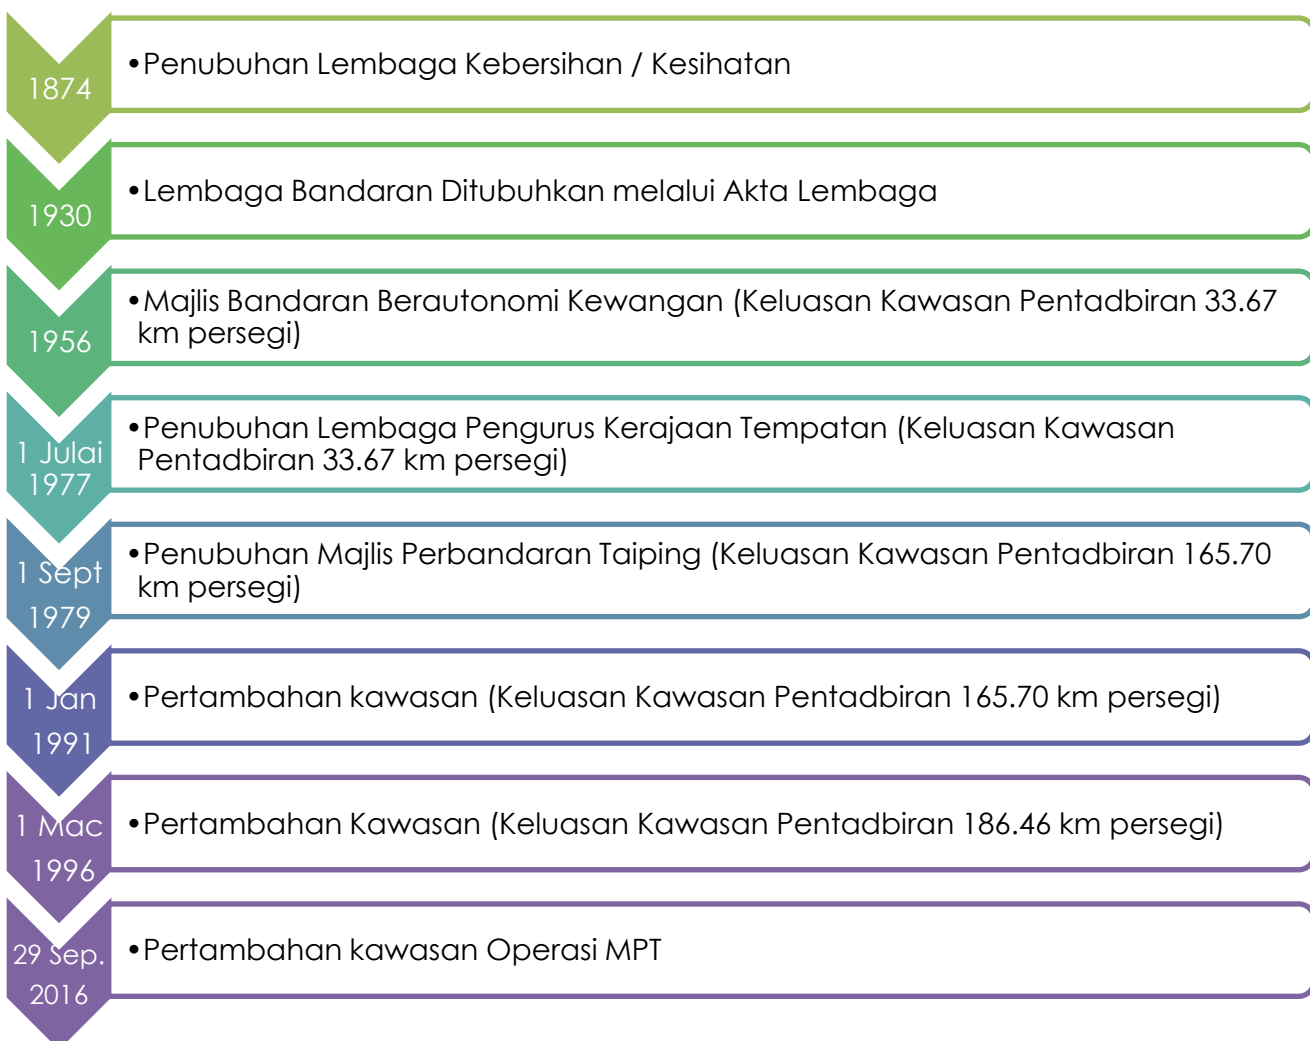 1874
•Penubuhan Lembaga Kebersihan / Kesihatan
1930
•Lembaga Bandaran Ditubuhkan melalui Akta Lembaga
1956
•Majlis Bandaran Berautonomi Kewangan (Keluasan Kawasan Pentadbiran 33.67
km persegi)
1 Julai
1977
•Penubuhan Lembaga Pengurus Kerajaan Tempatan (Keluasan Kawasan
Pentadbiran 33.67 km persegi)
1 Sept
1979
•Penubuhan Majlis Perbandaran Taiping (Keluasan Kawasan Pentadbiran 165.70
km persegi)
1 Jan
1991
•Pertambahan kawasan (Keluasan Kawasan Pentadbiran 165.70 km persegi)
1 Mac
1996
•Pertambahan Kawasan (Keluasan Kawasan Pentadbiran 186.46 km persegi)
29 Sep.
2016
•Pertambahan kawasan Operasi MPT